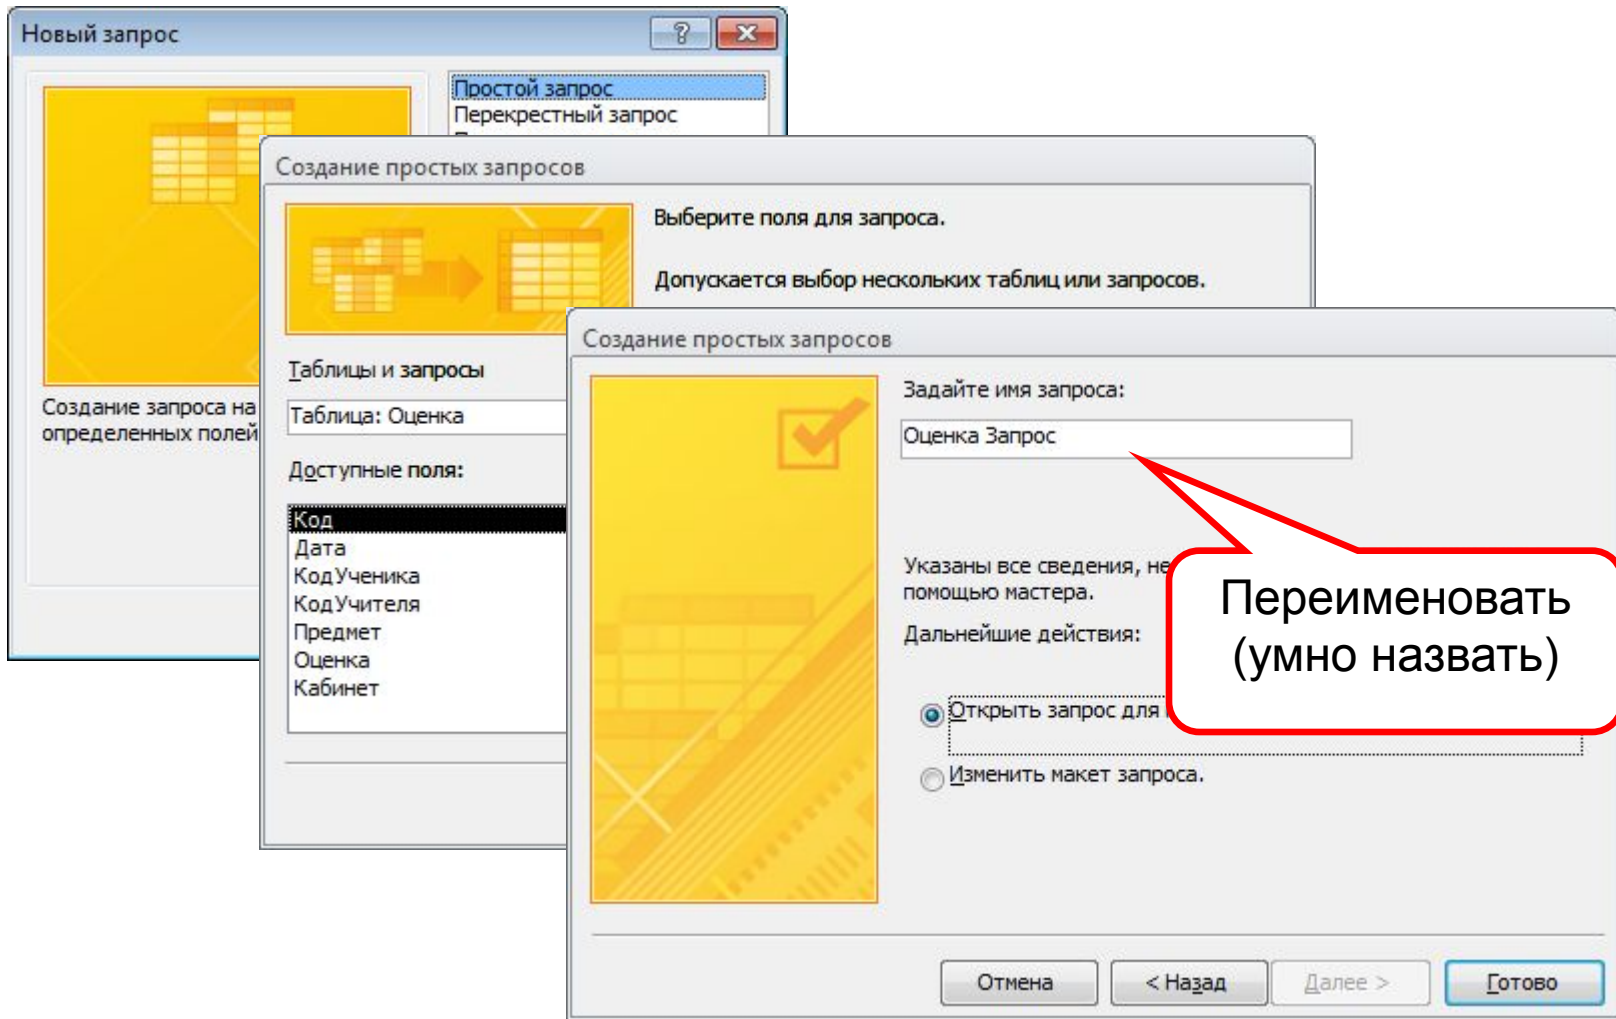 Новый запрос
Простой запрос
Перекрестный запрос
Создание запроса на
определенных полей
Создание простых запросов
Выберите поля для запроса.
Допускается выбор нескольких таблиц или запросов.
Таблицы и запросы
Таблица: Оценка
Доступные поля:
Код
Дата
КодУченика
КодУчителя
Предмет
Оценка
Кабинет
Создание простых запросов
Задайте имя запроса:
Оценка Запрос
Указаны все сведения, не
помощью мастера.
Дальнейшие действия:
Открыть запрос для
Изменить макет запроса.
Переименовать
(умно назвать)
Отмена
< Назад
Далее >
Готово